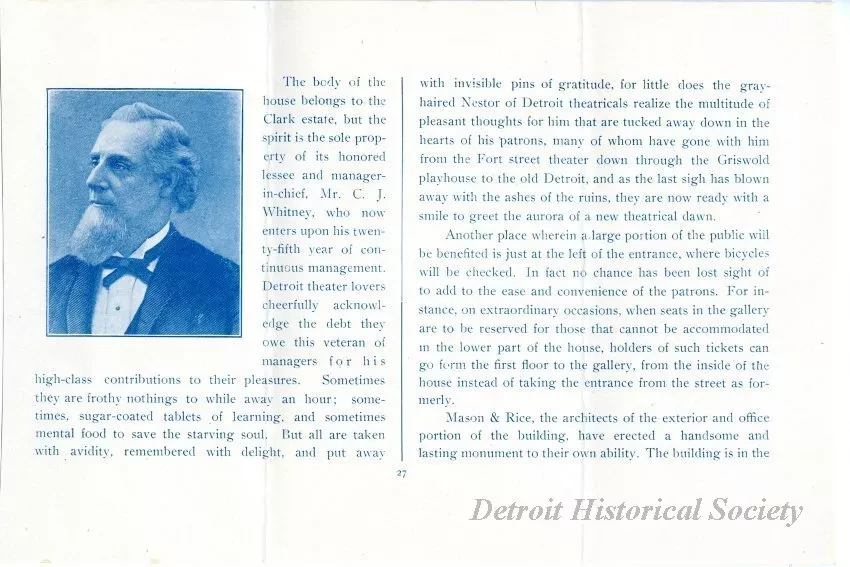 The body of the
house belongs to the
Clark estate, but the
spirit is the sole prop-
erty of its honored
lessee and manager-
in-chief, Mr. C. J.
Whitney, who now
enters upon his twen-
ty-fifth year of con-
tinuous management.
Detroit theater lovers
cheerfully acknowl-
edge the debt they
owe this veteran of
managers for his
high-class contributions to their pleasures. Sometimes
they are frothy nothings to while away an hour; some-
times, sugar-coated tablets of learning, and sometimes
mental food to save the starving soul. But all are taken
with avidity, remembered with delight, and put away
with invisible pins of gratitude, for little does the gray-
haired Nestor of Detroit theatricals realize the multitude of
pleasant thoughts for him that are tucked away down in the
hearts of his patrons, many of whom have gone with him
from the Fort street theater down through the Griswold
playhouse to the old Detroit, and as the last sigh has blown
away with the ashes of the ruins, they are now ready with a
smile to greet the aurora of a new theatrical dawn.
Another place wherein a large portion of the public will
be benefited is just at the left of the entrance, where bicycles
will be checked. In fact no chance has been lost sight of
to add to the ease and convenience of the patrons. For in-
stance, on extraordinary occasions, when seats in the gallery
are to be reserved for those that cannot be accommodated
in the lower part of the house, holders of such tickets can
go form the first floor to the gallery, from the inside of the
house instead of taking the entrance from the street as for-
merly.
Mason & Rice, the architects of the exterior and office
portion of the building, have erected a handsome and
lasting monument to their own ability. The building is in the
27
Detroit Historical Society